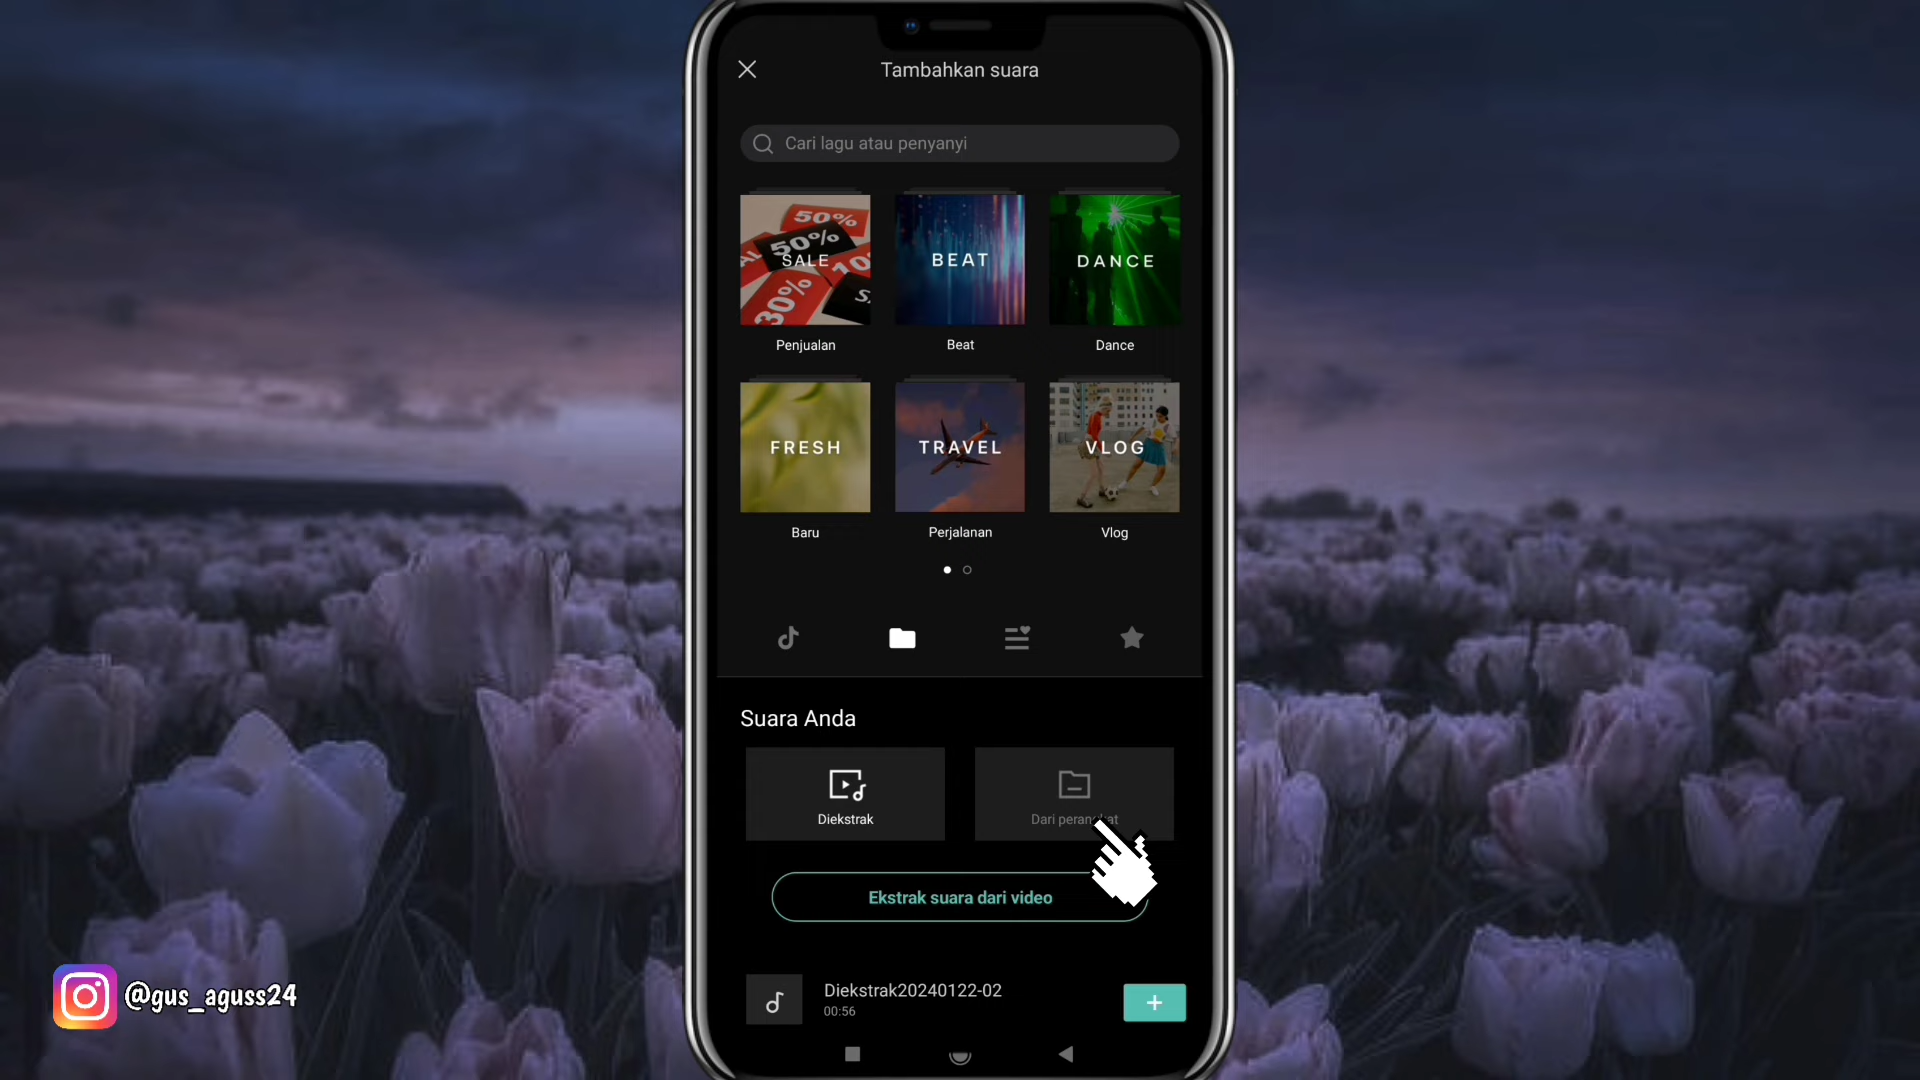 Tambahkan suara
Cari lagu atau penyanyi
50%
50%
SALE
30%
BEAT
DANCE
Penjualan
Beat
Dance
FRESH
TRAVEL
VLOG
Baru
Perjalanan
Vlog
Suara Anda
Diekstrak
Dari perangkat
Ekstrak suara dari video
Diekstrak20240122-02
00:56
@gus_aguss24